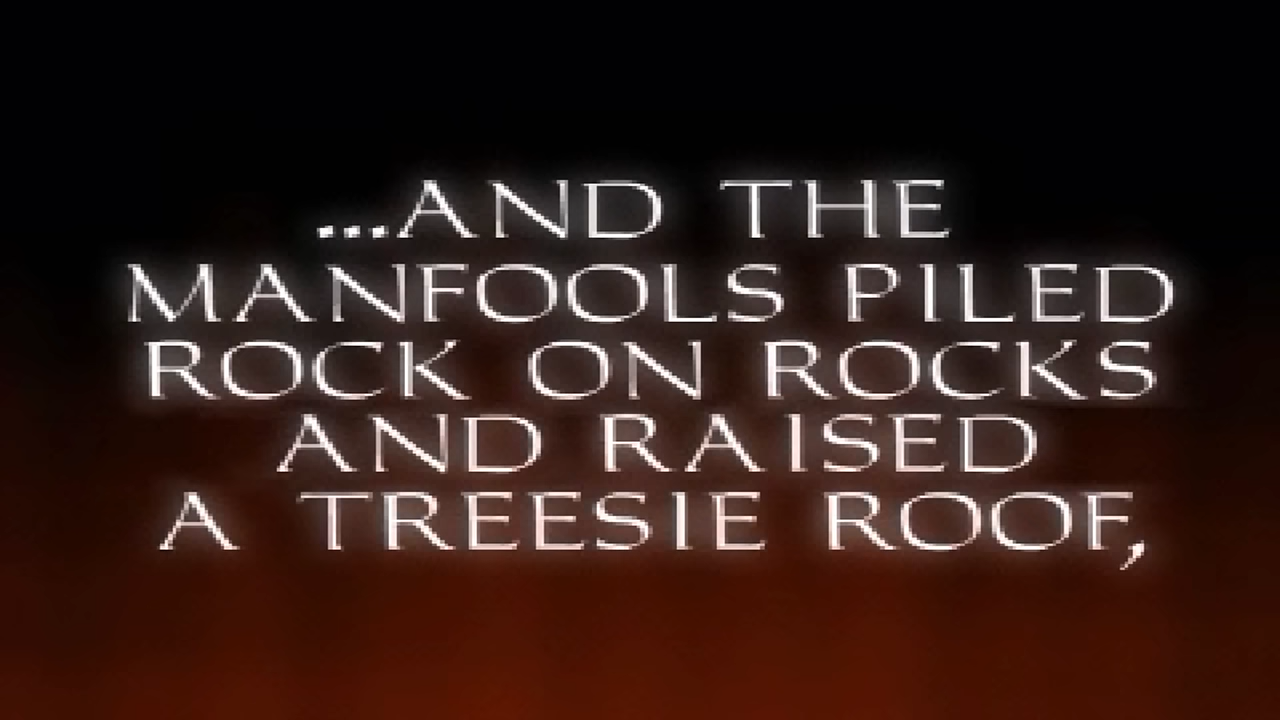 ...AND THE
MANFOOLS PILED
ROCK ON ROCKS
AND RAISED
A TREESIE ROOF,